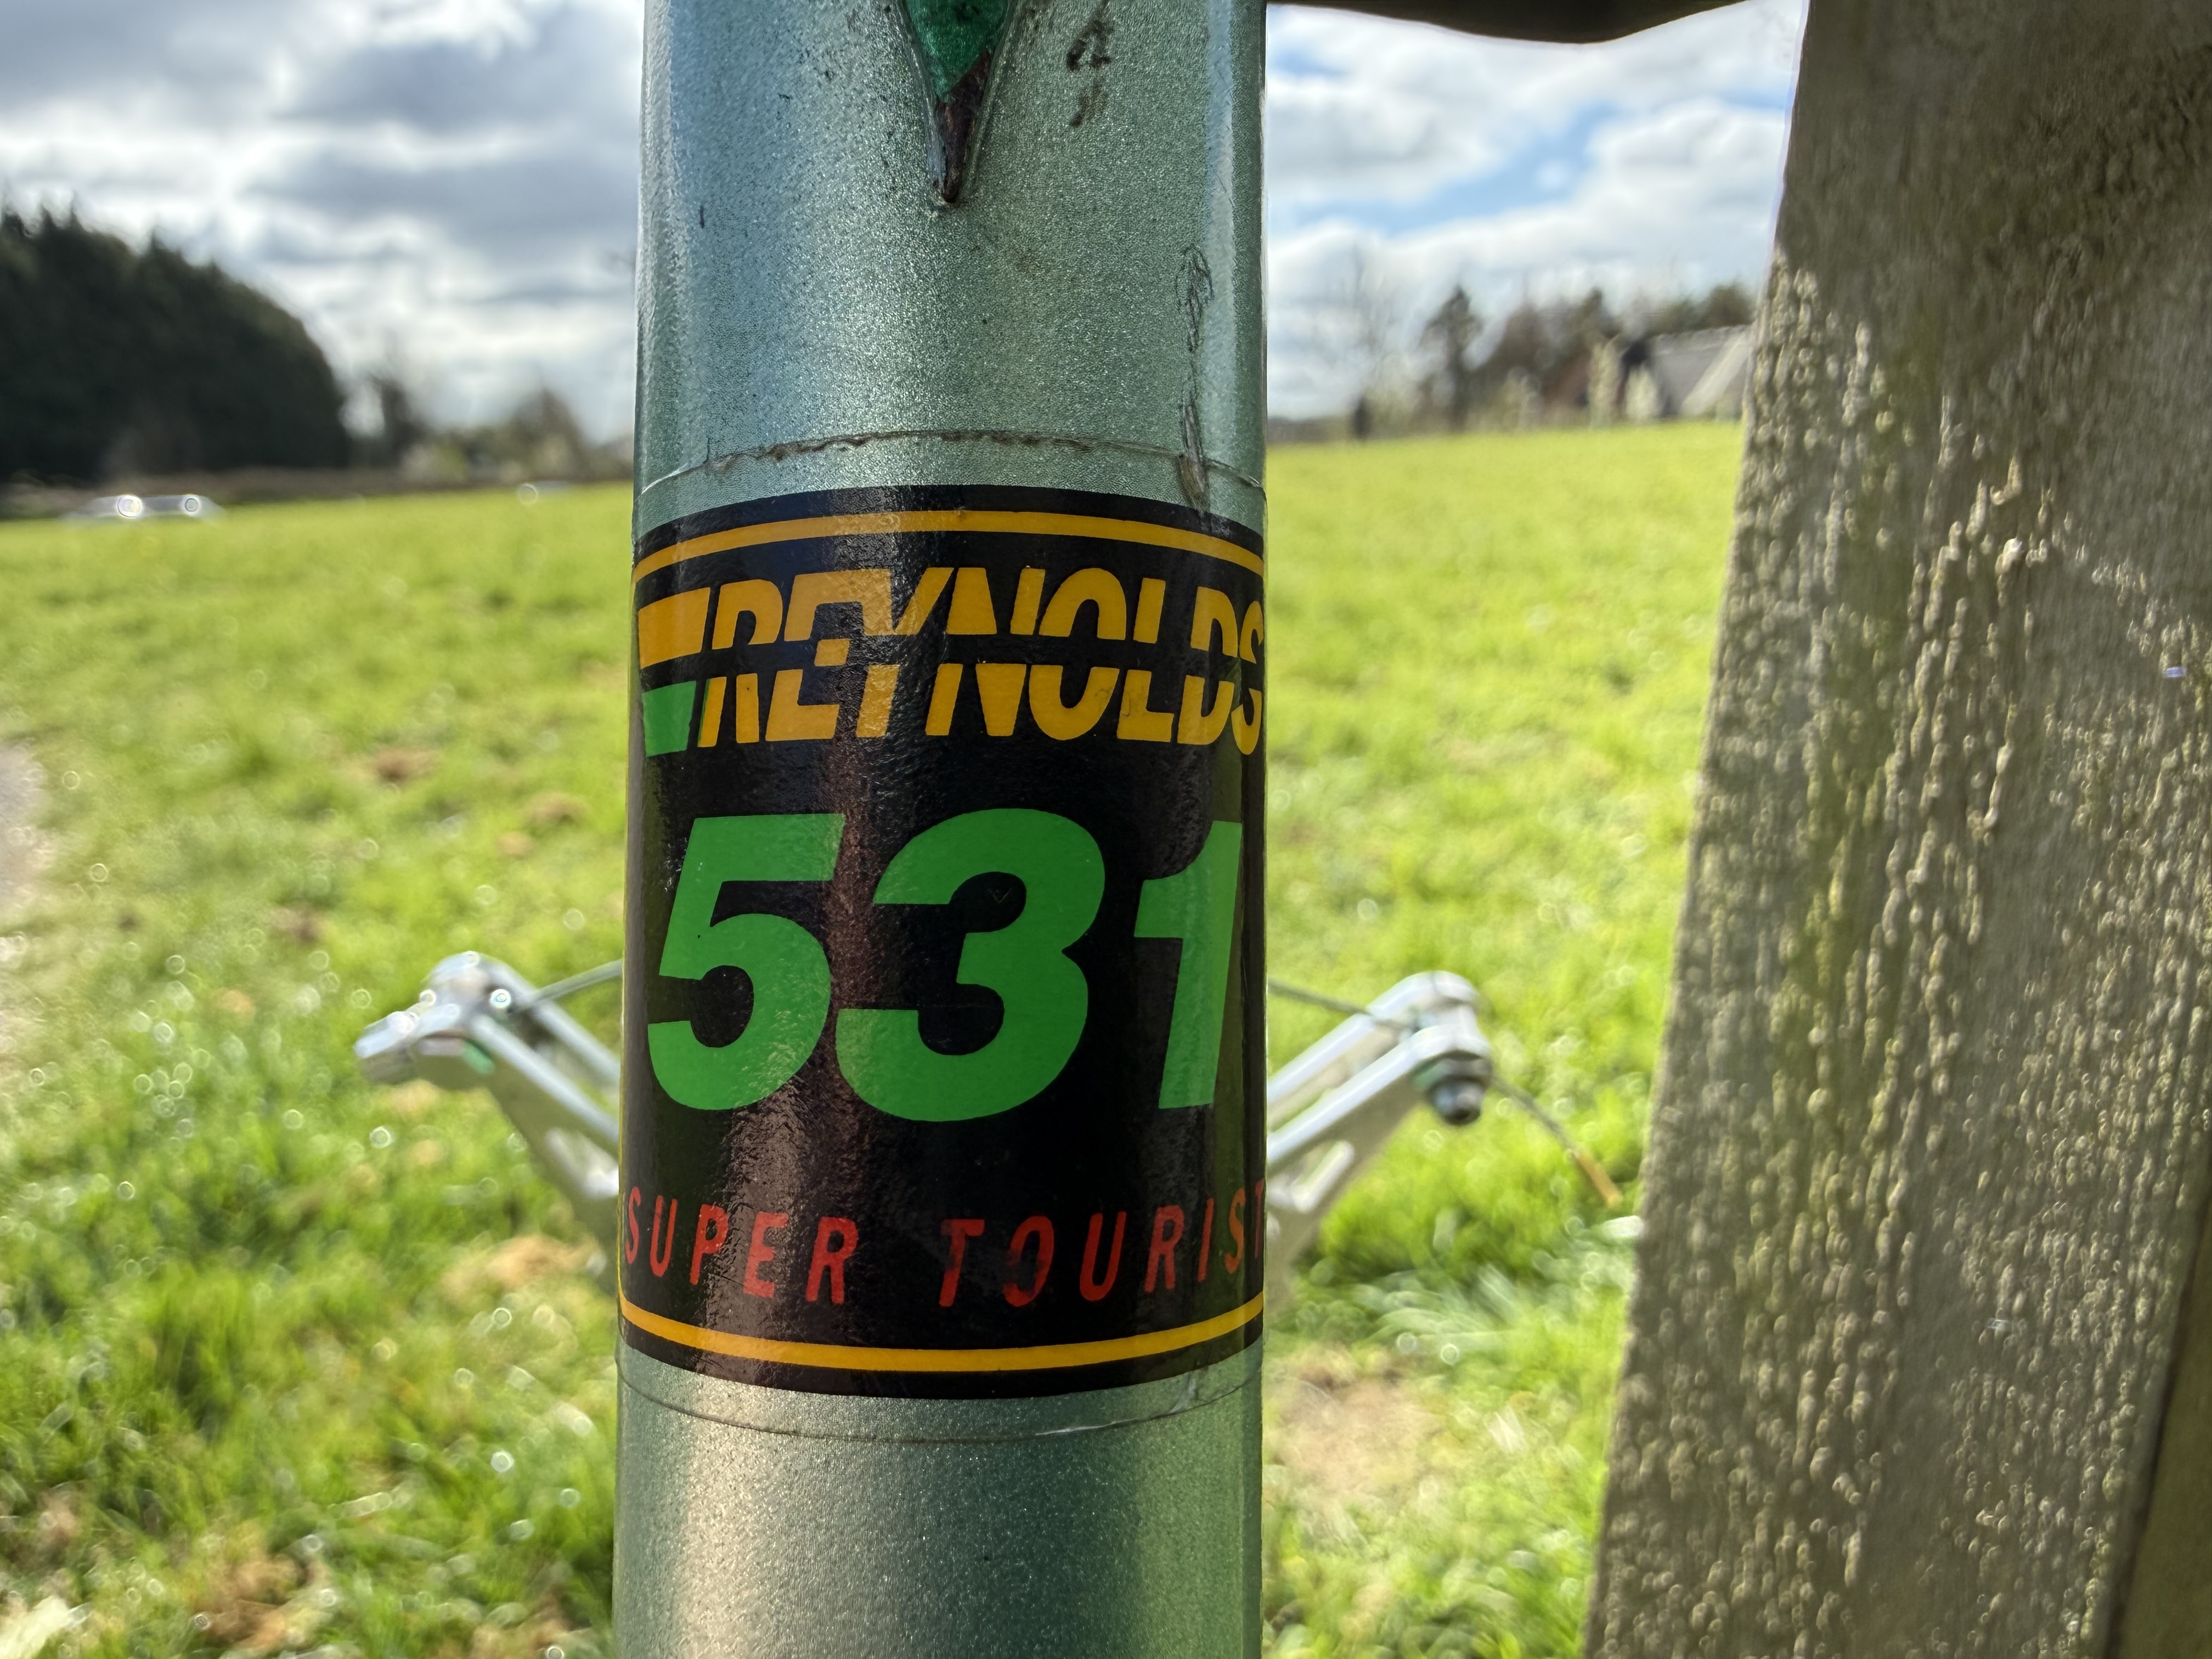 REYNOLDS
531
SUPER TOURIST